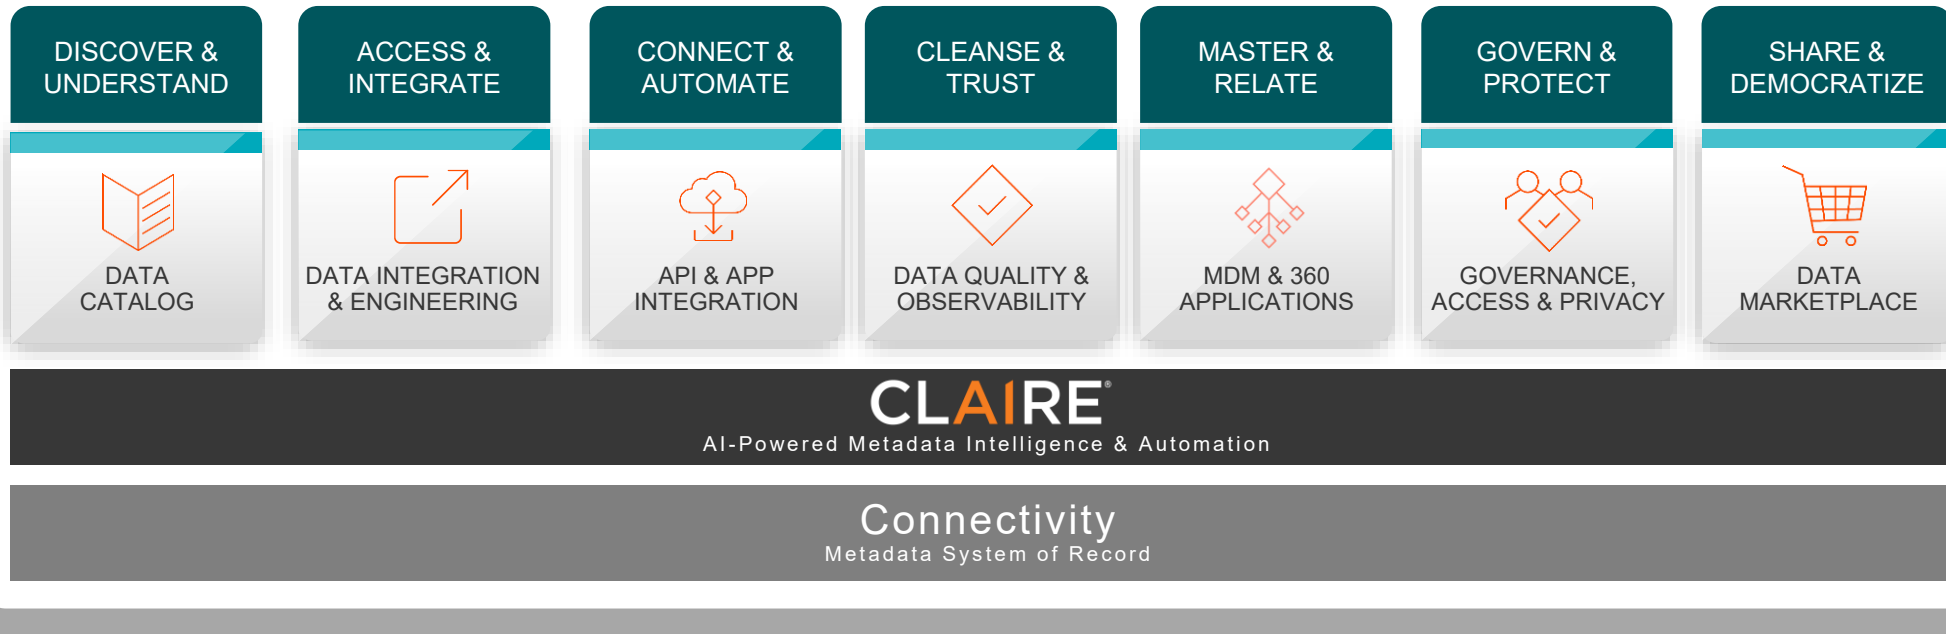 DISCOVER &
UNDERSTAND
ACCESS &
INTEGRATE
CONNECT &
AUTOMATE
CLEANSE &
TRUST
MASTER &
RELATE
GOVERN &
PROTECT
SHARE &
DEMOCRATIZE
DATA
CATALOG
DATA INTEGRATION
& ENGINEERING
API & APP
INTEGRATION
DATA QUALITY &
OBSERVABILITY
MDM & 360
APPLICATIONS
GOVERNANCE,
ACCESS & PRIVACY
DATA
MARKETPLACE
CLAIRE®
AI-Powered Metadata Intelligence & Automation
Connectivity
Metadata System of Record